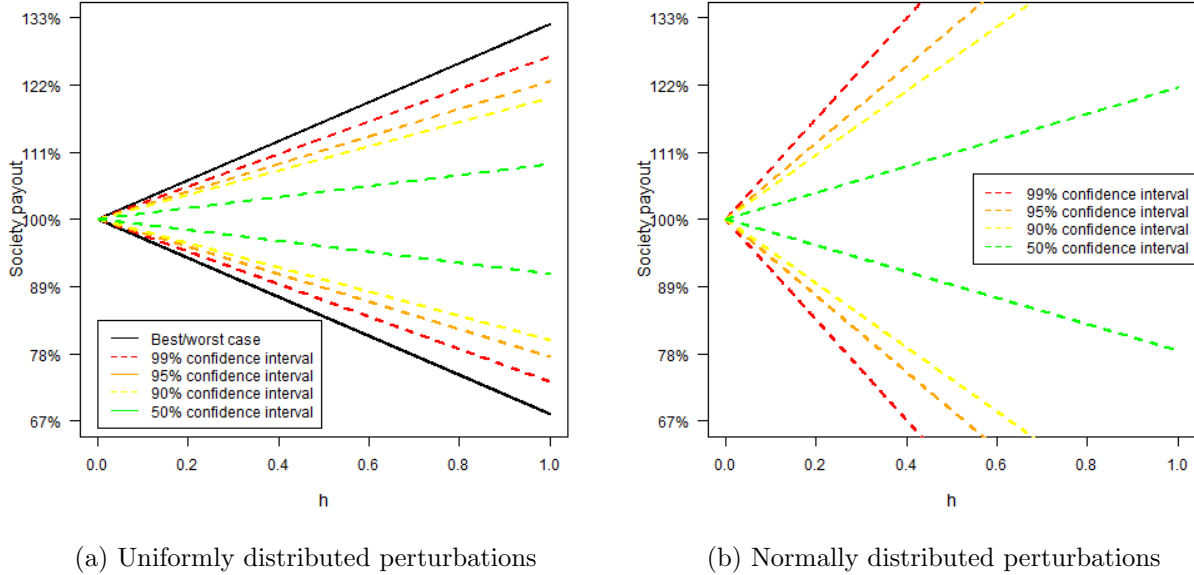 133%
122%
111%
100%
89%
78%
67%
Society payout
0.0 0.2 0.4 0.6 0.8 1.0
h
Best/worst case
99% confidence interval
95% confidence interval
90% confidence interval
50% confidence interval
(a) Uniformly distributed perturbations
133%
122%
111%
100%
89%
78%
67%
Society payout
0.0 0.2 0.4 0.6 0.8 1.0
h
99% confidence interval
95% confidence interval
90% confidence interval
50% confidence interval
(b) Normally distributed perturbations